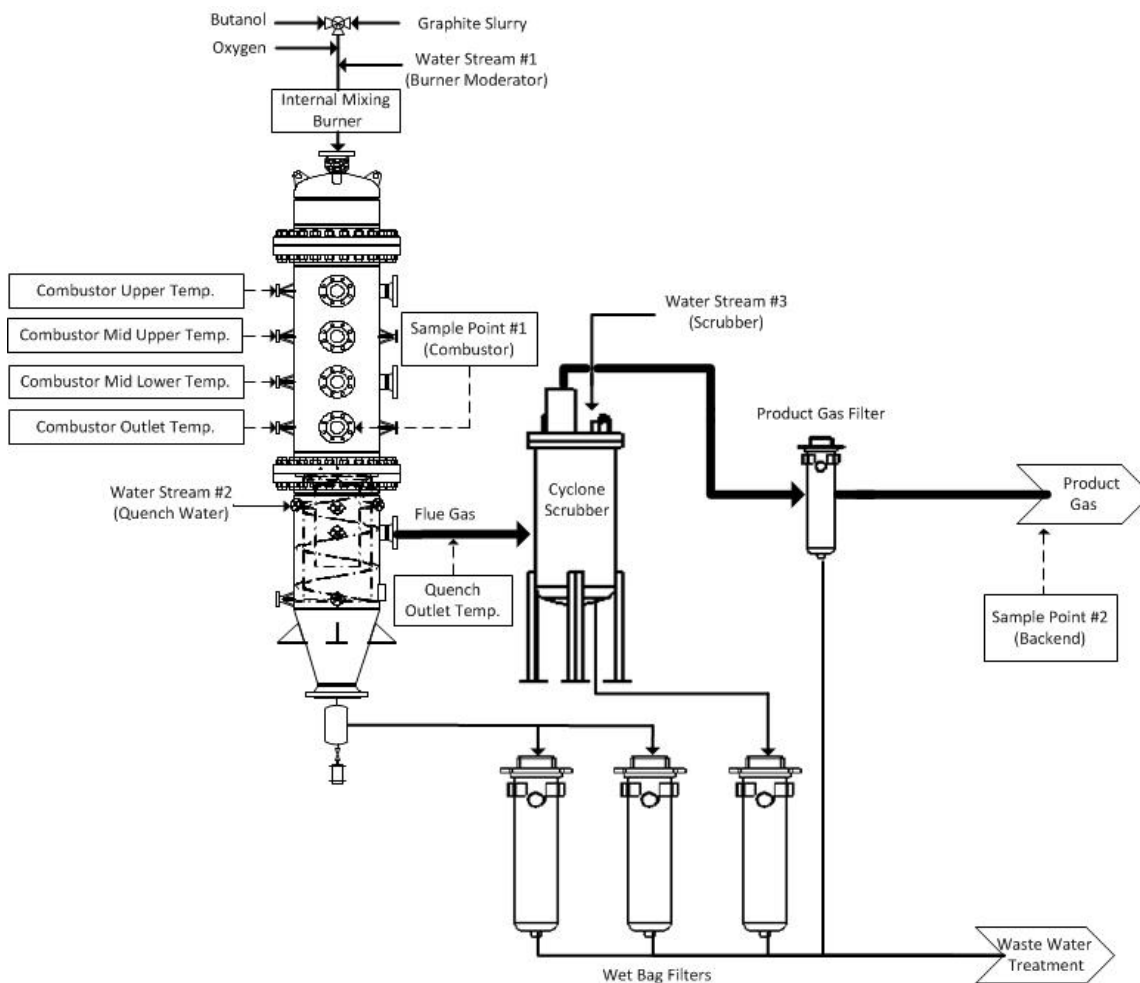 Butanol
Graphite Slurry
Oxygen
Water Stream #1
(Burner Moderator)
Internal Mixing
Burner
Combustor Upper Temp.
Combustor Mid Upper Temp.
Combustor Mid Lower Temp.
Combustor Outlet Temp.
Sample Point #1
(Combustor)
Water Stream #3
(Scrubber)
Product Gas Filter
Water Stream #2
(Quench Water)
Flue Gas
Cyclone
Scrubber
Product
Gas
Quench
Outlet Temp.
Sample Point #2
(Backend)
Wet Bag Filters
Waste Water
Treatment